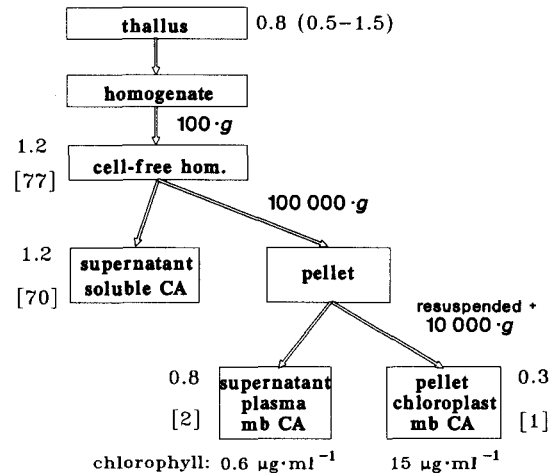 thallus
0.8 (0.5–1.5)
homogenate
100·g
1.2
cell-free hom.
[77]
100 000·g
1.2
supernatant
soluble CA
[70]
pellet
resuspended +
10 000·g
0.8
supernatant
plasma
mb CA
[2]
pellet
chloroplast
mb CA
0.3
[1]
chlorophyll: 0.6 μg·ml⁻¹ 15 μg·ml⁻¹